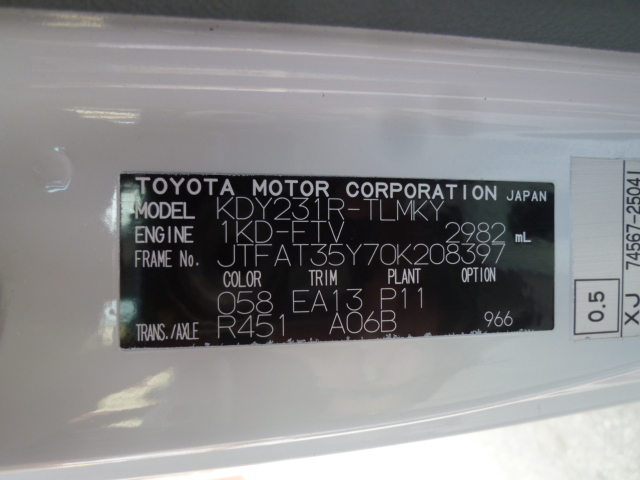 TOYOTA MOTOR CORPORATION JAPAN
MODEL KDY231R-TLMKY
ENGINE 1KD-FTV 2982 mL
FRAME No. JTFAT35Y70K208397
COLOR TRIM PLANT OPTION
058 EA13 P11
TRANS./AXLE R451 A06B 966
74567-25041
0.5
XJ